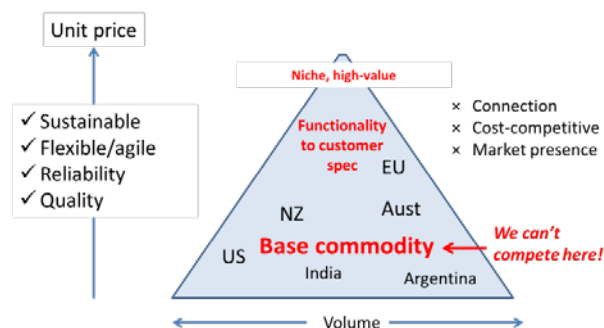 Unit price
✓ Sustainable
✓ Flexible/agile
✓ Reliability
✓ Quality
Niche, high-value
Functionality
to customer
spec
EU
NZ
Aust
US
Base commodity
India
Argentina
× Connection
× Cost-competitive
× Market presence
We can't
compete here!
Volume